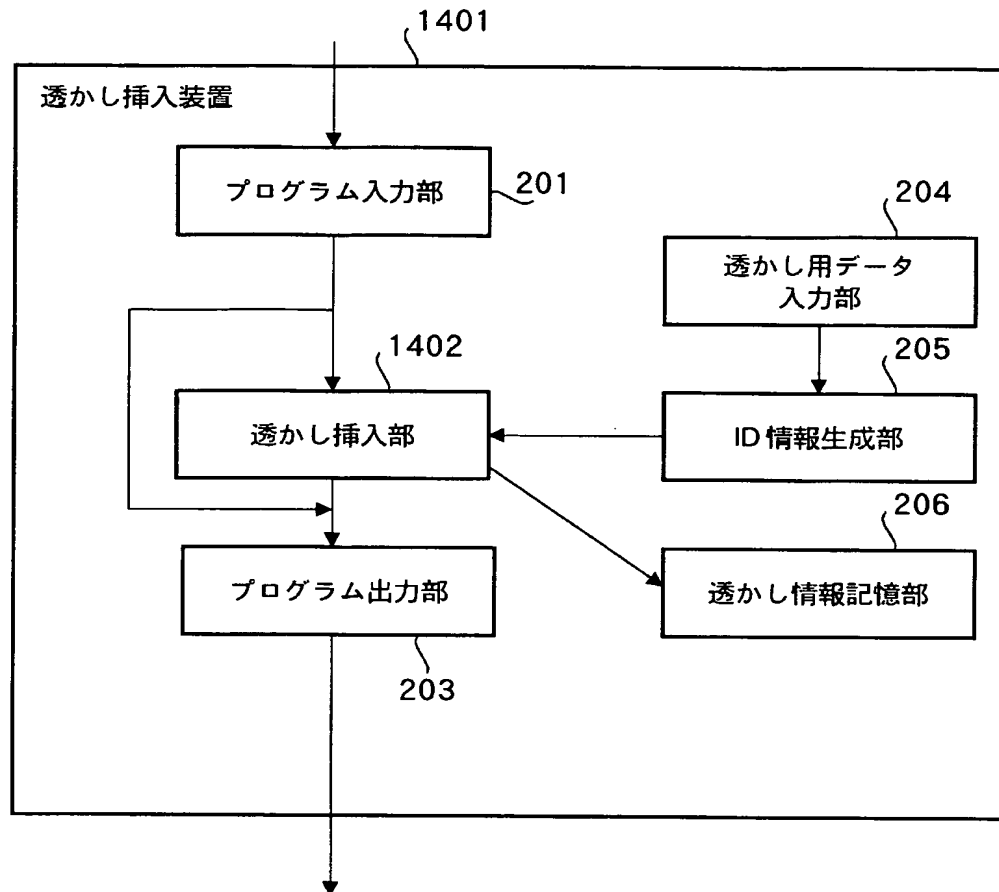 1401
透かし挿入装置
プログラム入力部
201
204
透かし用データ
入力部
1402
205
透かし挿入部
ID情報生成部
206
プログラム出力部
透かし情報記憶部
203